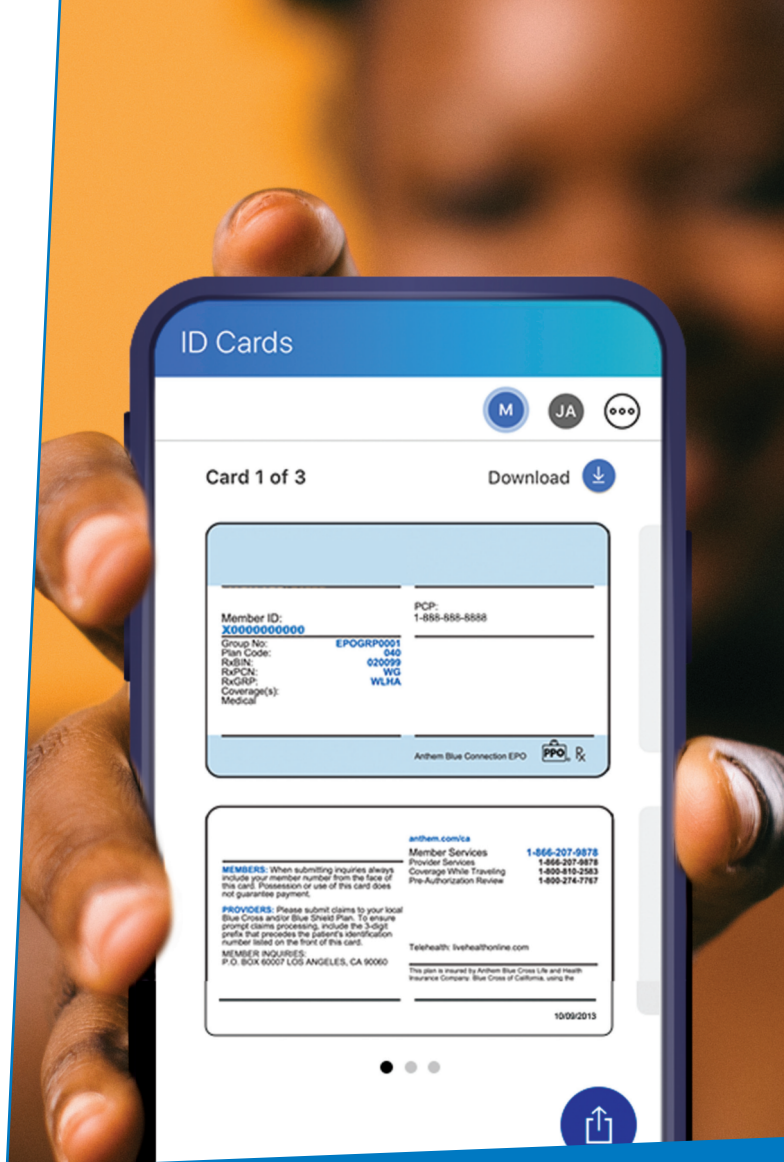 ID Cards
M JA
Card 1 of 3 Download
Member ID:
X0000000000
Group No: EPOGRP0001
Plan Code: 040
RxBIN: 020099
RxPCN: WG
RxGRP: WLHA
Coverage(s):
Medical
PCP:
1-888-888-8888
Anthem Blue Connection EPO PPO Rx
MEMBERS: When submitting inquiries always
include your member number from the face of
this card. Possession or use of this card does
not guarantee payment.
PROVIDERS: Please submit claims to your local
Blue Cross and/or Blue Shield Plan. To ensure
prompt claims processing, include the 3-digit
prefix that precedes the patient's identification
number listed on the front of this card.
MEMBER INQUIRIES:
P.O. BOX 60007 LOS ANGELES, CA 90060
anthem.com/ca
Member Services 1-866-207-9878
Provider Services 1-866-207-9878
Coverage While Traveling 1-800-810-2583
Pre-Authorization Review 1-800-274-7767
Telehealth: livehealthonline.com
This plan is insured by Anthem Blue Cross Life and Health
Insurance Company. Blue Cross of California, using the
10/09/2013